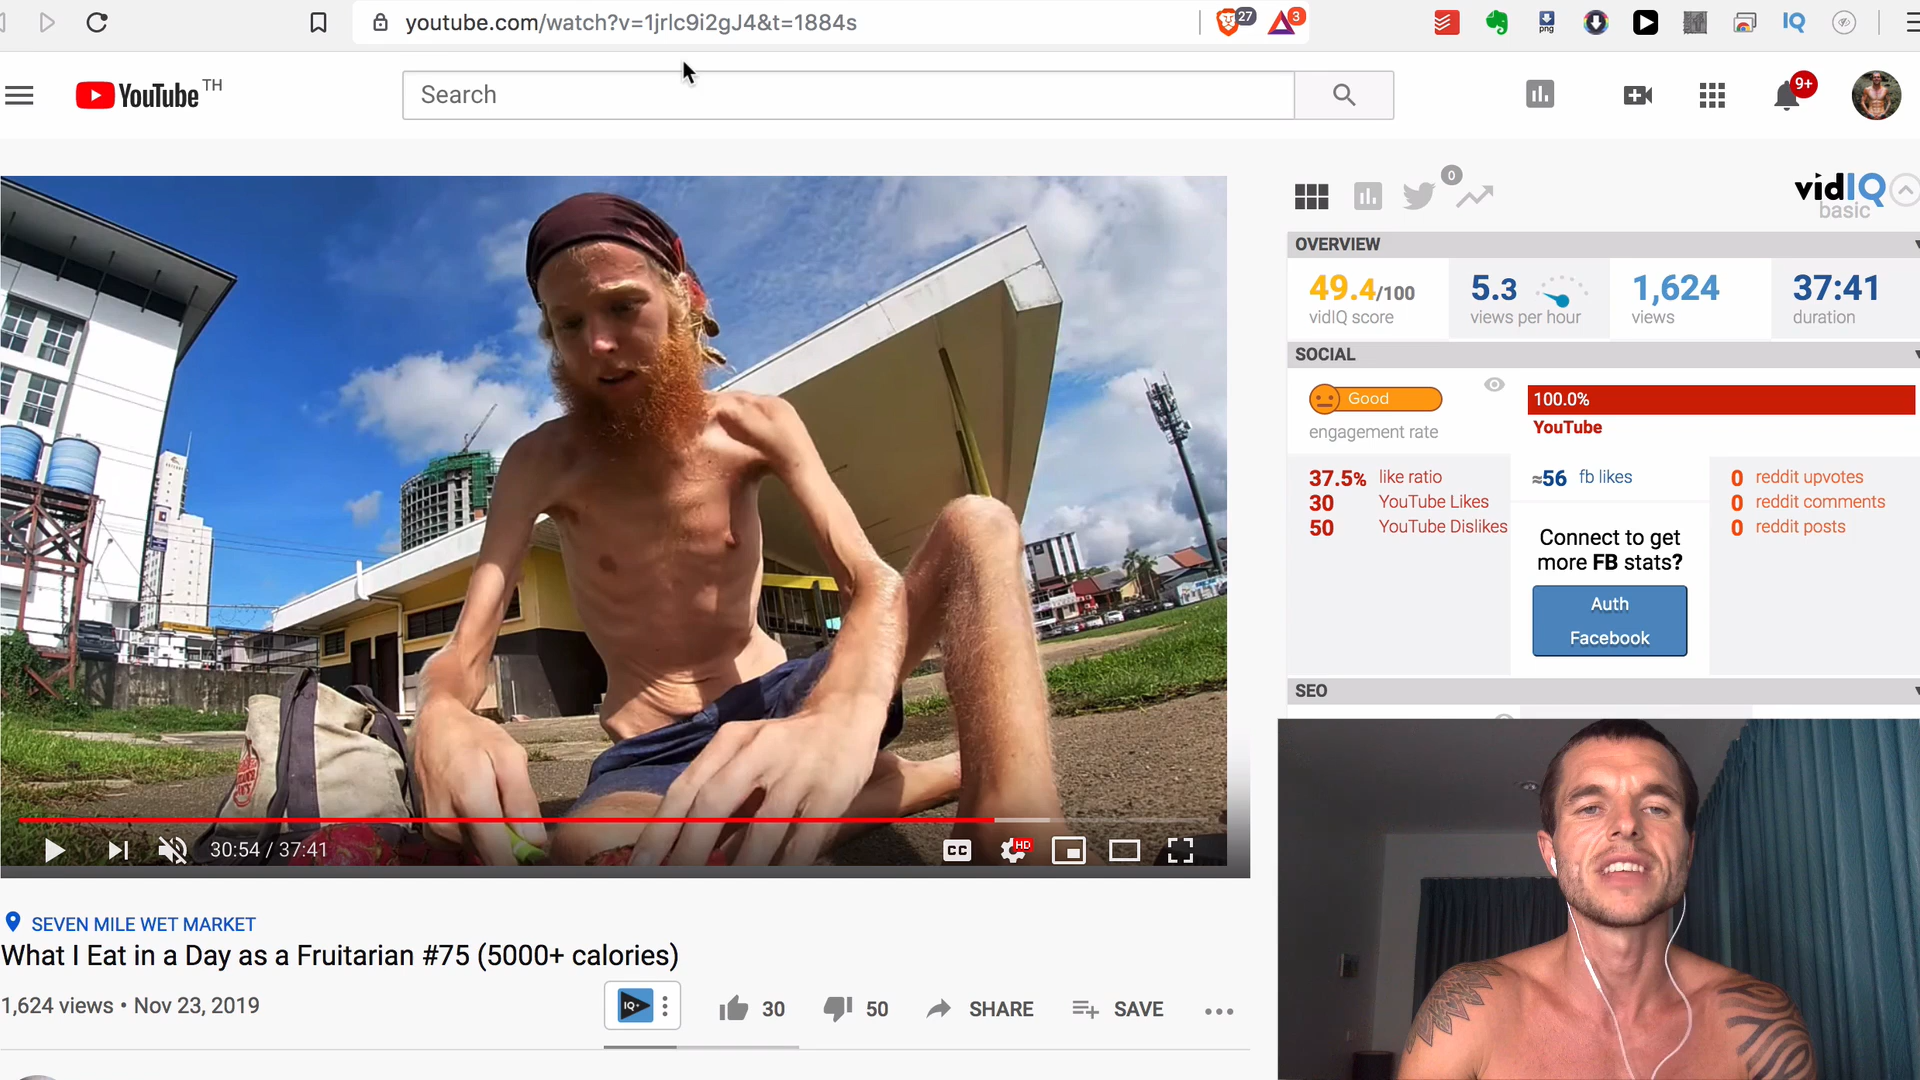 youtube.com/watch?v=1jrlc9i2gJ4&t=1884s
27
3
png
IQ
YouTube TH
Search
9+
0
vidIQ
basic
OVERVIEW
49.4/100
vidIQ score
5.3
views per hour
1,624
views
37:41
duration
SOCIAL
Good
engagement rate
100.0%
YouTube
37.5% like ratio
30 YouTube Likes
50 YouTube Dislikes
≈56 fb likes
Connect to get
more FB stats?
Auth
Facebook
0 reddit upvotes
0 reddit comments
0 reddit posts
SEO
30:54 / 37:41
CC
HD
SEVEN MILE WET MARKET
What I Eat in a Day as a Fruitarian #75 (5000+ calories)
1,624 views • Nov 23, 2019
IQ
30
50
SHARE
SAVE